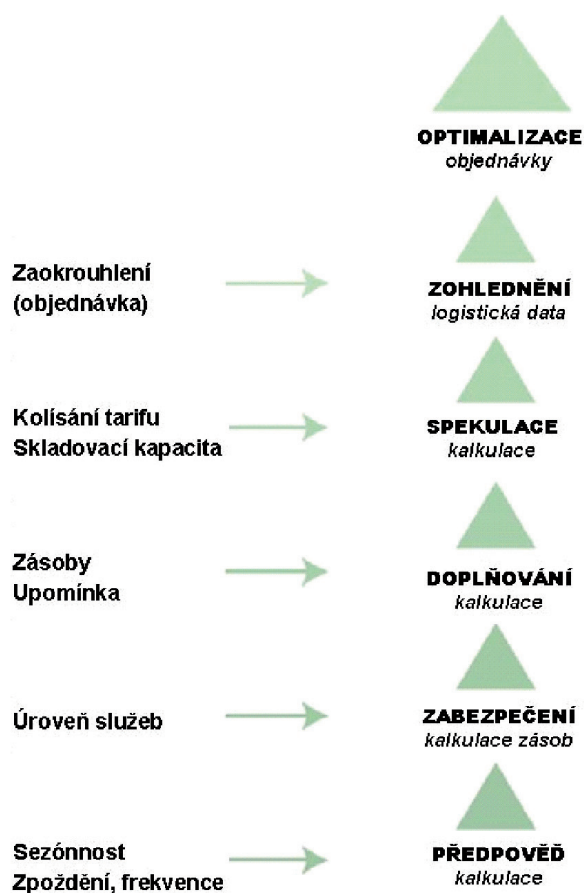 OPTIMALIZACE
objednávky
Zaokrouhlení
(objednávka)
ZOHLEDNĚNÍ
logistická data
Kolísání tarifu
Skladovací kapacita
SPEKULACE
kalkulace
Zásoby
Upomínka
DOPLŇOVÁNÍ
kalkulace
Úroveň služeb
ZABEZPEČENÍ
kalkulace zásob
Sezónnost
Zpoždění, frekvence
PŘEDPOVĚĎ
kalkulace